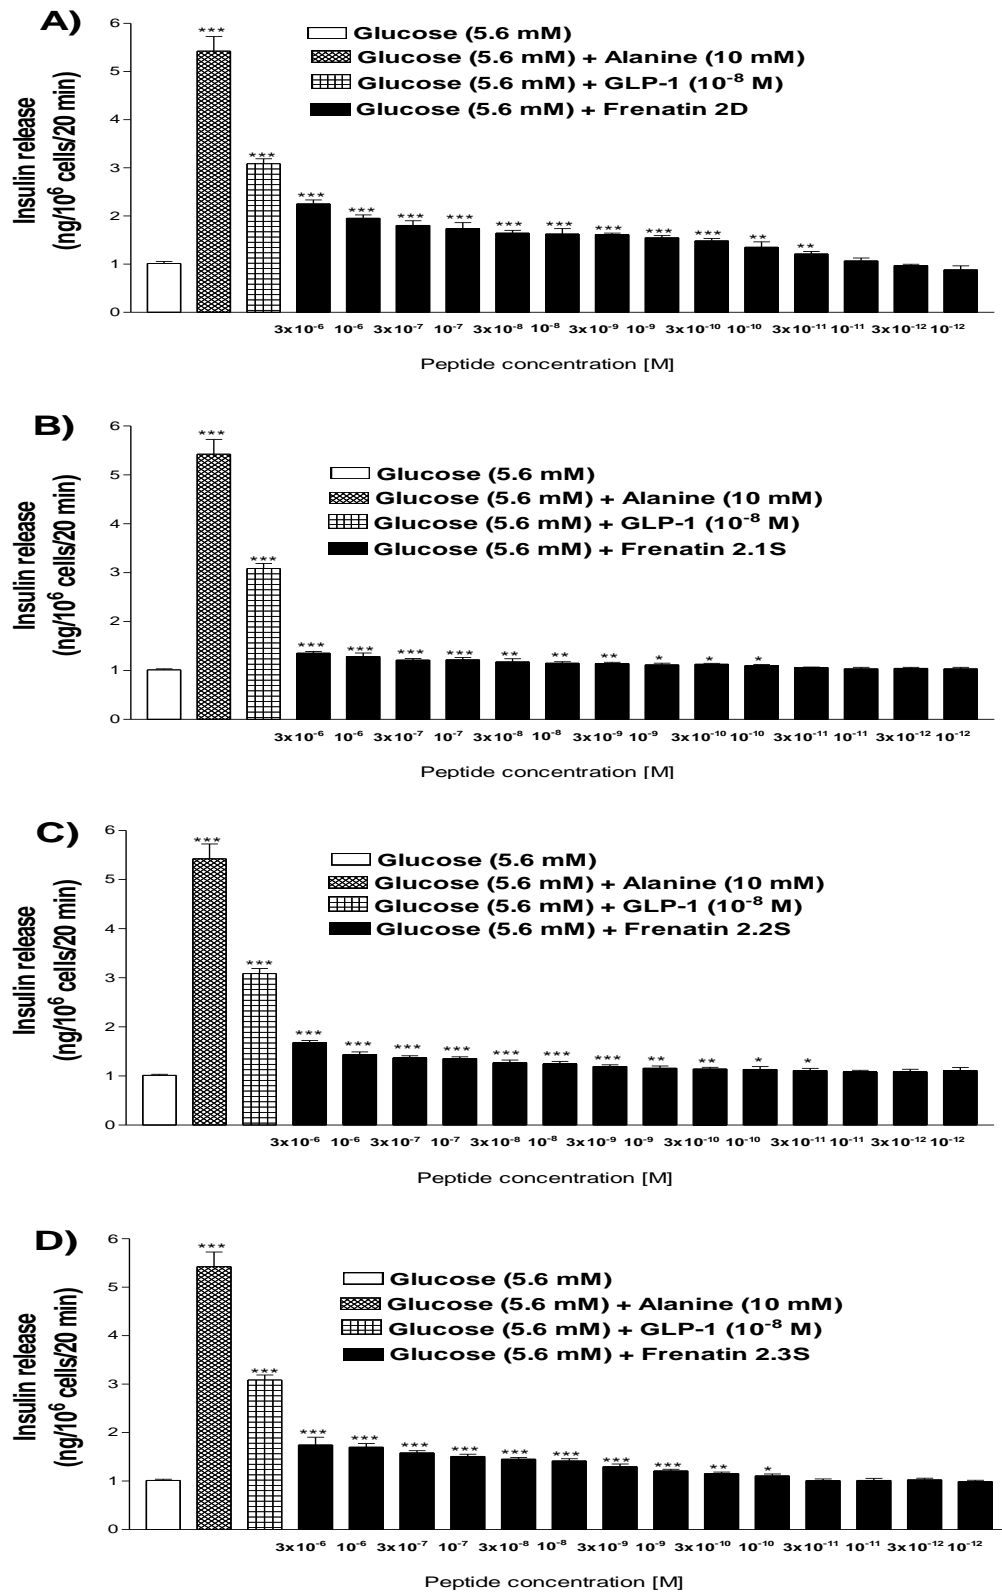 A)
Insulin release
(ng/10⁶ cells/20 min)
6
5
4
3
2
1
0
Glucose (5.6 mM)
Glucose (5.6 mM) + Alanine (10 mM)
Glucose (5.6 mM) + GLP-1 (10⁻⁸ M)
Glucose (5.6 mM) + Frenatin 2D
*** *** *** *** *** *** *** *** *** *** *** ** **
3x10⁻⁶ 10⁻⁶ 3x10⁻⁷ 10⁻⁷ 3x10⁻⁸ 10⁻⁸ 3x10⁻⁹ 10⁻⁹ 3x10⁻¹⁰ 10⁻¹⁰ 3x10⁻¹¹ 10⁻¹¹ 3x10⁻¹² 10⁻¹²
Peptide concentration [M]
B)
Insulin release
(ng/10⁶ cells/20 min)
6
5
4
3
2
1
0
Glucose (5.6 mM)
Glucose (5.6 mM) + Alanine (10 mM)
Glucose (5.6 mM) + GLP-1 (10⁻⁸ M)
Glucose (5.6 mM) + Frenatin 2.1S
*** *** *** *** *** *** ** ** ** * * *
3x10⁻⁶ 10⁻⁶ 3x10⁻⁷ 10⁻⁷ 3x10⁻⁸ 10⁻⁸ 3x10⁻⁹ 10⁻⁹ 3x10⁻¹⁰ 10⁻¹⁰ 3x10⁻¹¹ 10⁻¹¹ 3x10⁻¹² 10⁻¹²
Peptide concentration [M]
C)
Insulin release
(ng/10⁶ cells/20 min)
6
5
4
3
2
1
0
Glucose (5.6 mM)
Glucose (5.6 mM) + Alanine (10 mM)
Glucose (5.6 mM) + GLP-1 (10⁻⁸ M)
Glucose (5.6 mM) + Frenatin 2.2S
*** *** *** *** *** *** *** *** *** ** ** * *
3x10⁻⁶ 10⁻⁶ 3x10⁻⁷ 10⁻⁷ 3x10⁻⁸ 10⁻⁸ 3x10⁻⁹ 10⁻⁹ 3x10⁻¹⁰ 10⁻¹⁰ 3x10⁻¹¹ 10⁻¹¹ 3x10⁻¹² 10⁻¹²
Peptide concentration [M]
D)
Insulin release
(ng/10⁶ cells/20 min)
6
5
4
3
2
1
0
Glucose (5.6 mM)
Glucose (5.6 mM) + Alanine (10 mM)
Glucose (5.6 mM) + GLP-1 (10⁻⁸ M)
Glucose (5.6 mM) + Frenatin 2.3S
*** *** *** *** *** *** *** *** *** *** ** *
3x10⁻⁶ 10⁻⁶ 3x10⁻⁷ 10⁻⁷ 3x10⁻⁸ 10⁻⁸ 3x10⁻⁹ 10⁻⁹ 3x10⁻¹⁰ 10⁻¹⁰ 3x10⁻¹¹ 10⁻¹¹ 3x10⁻¹² 10⁻¹²
Peptide concentration [M]